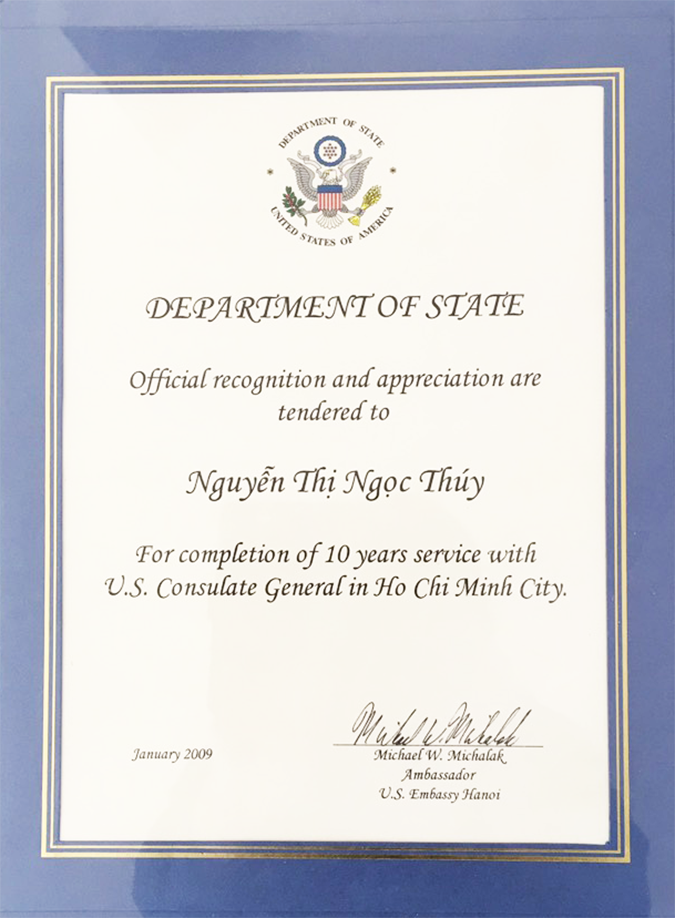 DEPARTMENT OF STATE
UNITED STATES OF AMERICA
DEPARTMENT OF STATE
Official recognition and appreciation are
tendered to
Nguyễn Thị Ngọc Thúy
For completion of 10 years service with
U.S. Consulate General in Ho Chi Minh City.
Michael W. Michalak
January 2009
Michael W. Michalak
Ambassador
U.S. Embassy Hanoi